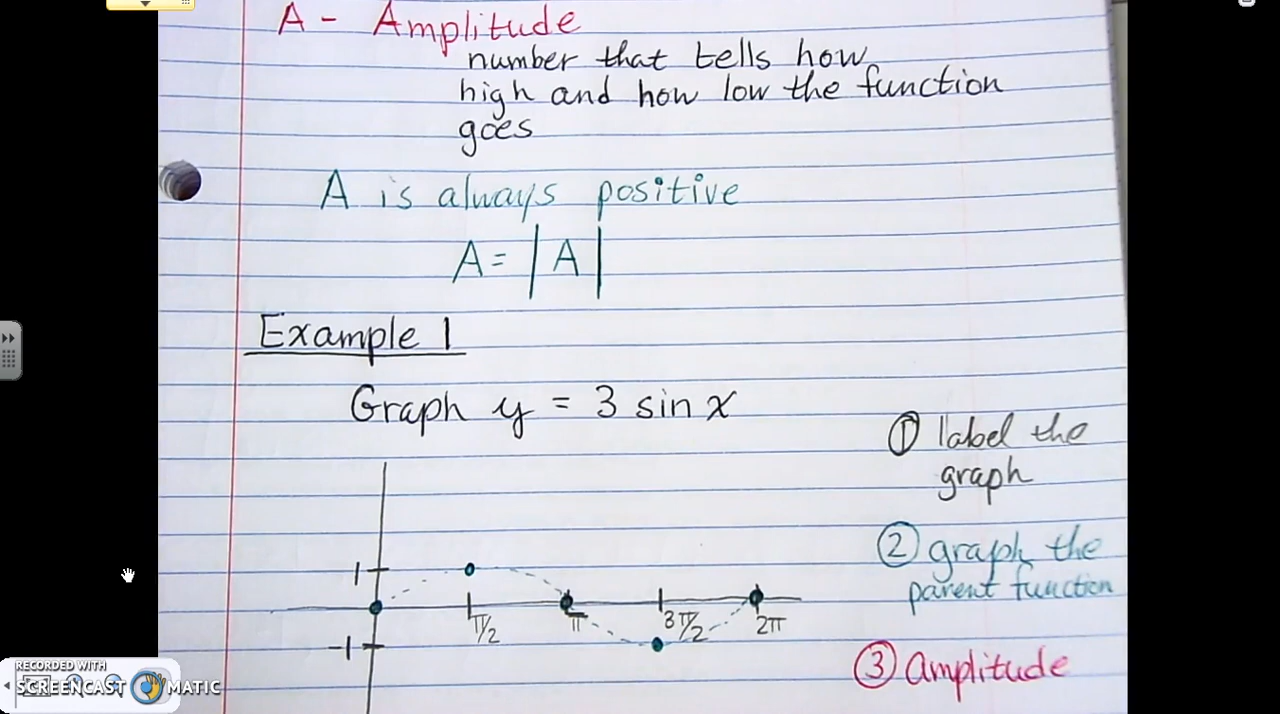 A - Amplitude
number that tells how
high and how low the function
goes
A is always positive
A = |A|
Example 1
Graph y = 3 sin x
① label the
graph
② graph the
parent function
③ Amplitude
1
-1
π/2
π
3π/2
2π
RECORDED WITH
SCREENCAST MATIC